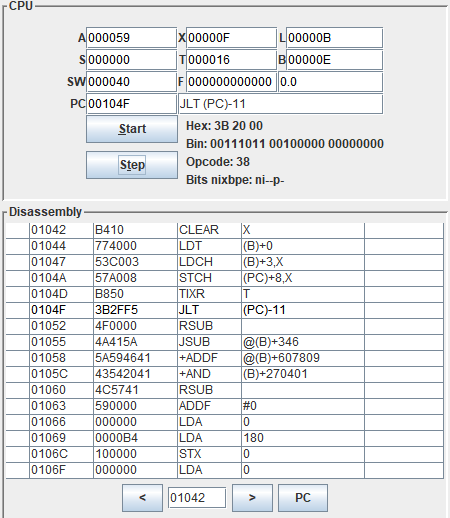 CPU
A 000059 X 00000F L 00000B
S 000000 T 000016 B 00000E
SW 000040 F 000000000000 0.0
PC 00104F JLT (PC)-11
Start Hex: 3B 20 00
Bin: 00111011 00100000 00000000
Step Opcode: 38
Bits nixbpe: ni--p-
Disassembly
01042 B410 CLEAR X
01044 774000 LDT (B)+0
01047 53C003 LDCH (B)+3,X
0104A 57A008 STCH (PC)+8,X
0104D B850 TIXR T
0104F 3B2FF5 JLT (PC)-11
01052 4F0000 RSUB
01055 4A415A JSUB @(B)+346
01058 5A594641 +ADDF @(B)+607809
0105C 43542041 +AND (B)+270401
01060 4C5741 RSUB
01063 590000 ADDF #0
01066 000000 LDA 0
01069 0000B4 LDA 180
0106C 100000 STX 0
0106F 000000 LDA 0
< 01042 > PC